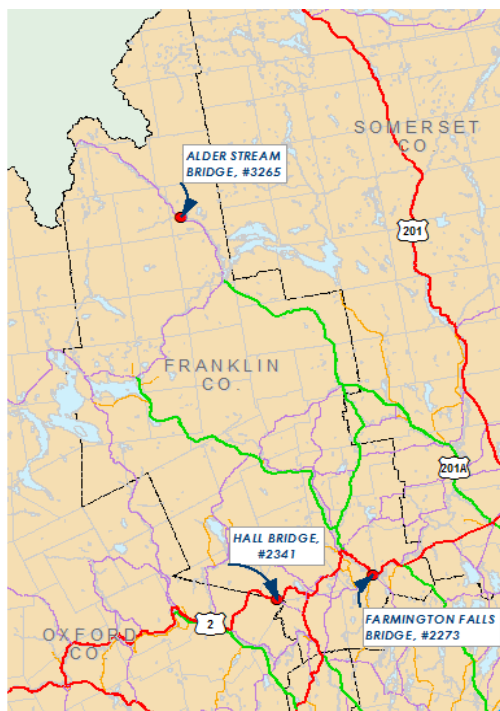 SOMERSET
CO
ALDER STREAM
BRIDGE, #3265
201
FRANKLIN
CO
201A
HALL BRIDGE,
#2341
2
FARMINGTON FALLS
BRIDGE, #2273
OXFORD
CO